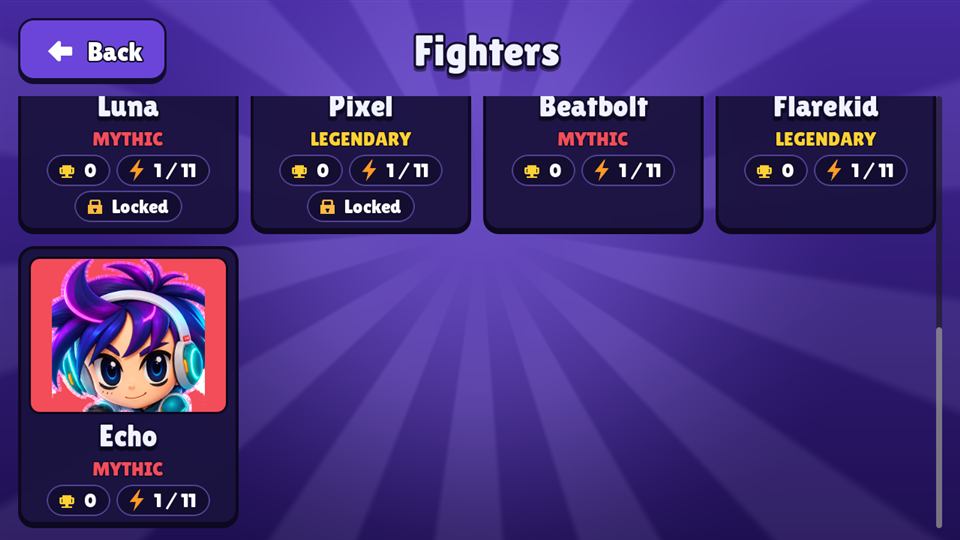 Back
Fighters
Luna
MYTHIC
0
1 / 11
Locked
Pixel
LEGENDARY
0
1 / 11
Locked
Beatbolt
MYTHIC
0
1 / 11
Flarekid
LEGENDARY
0
1 / 11
Echo
MYTHIC
0
1 / 11